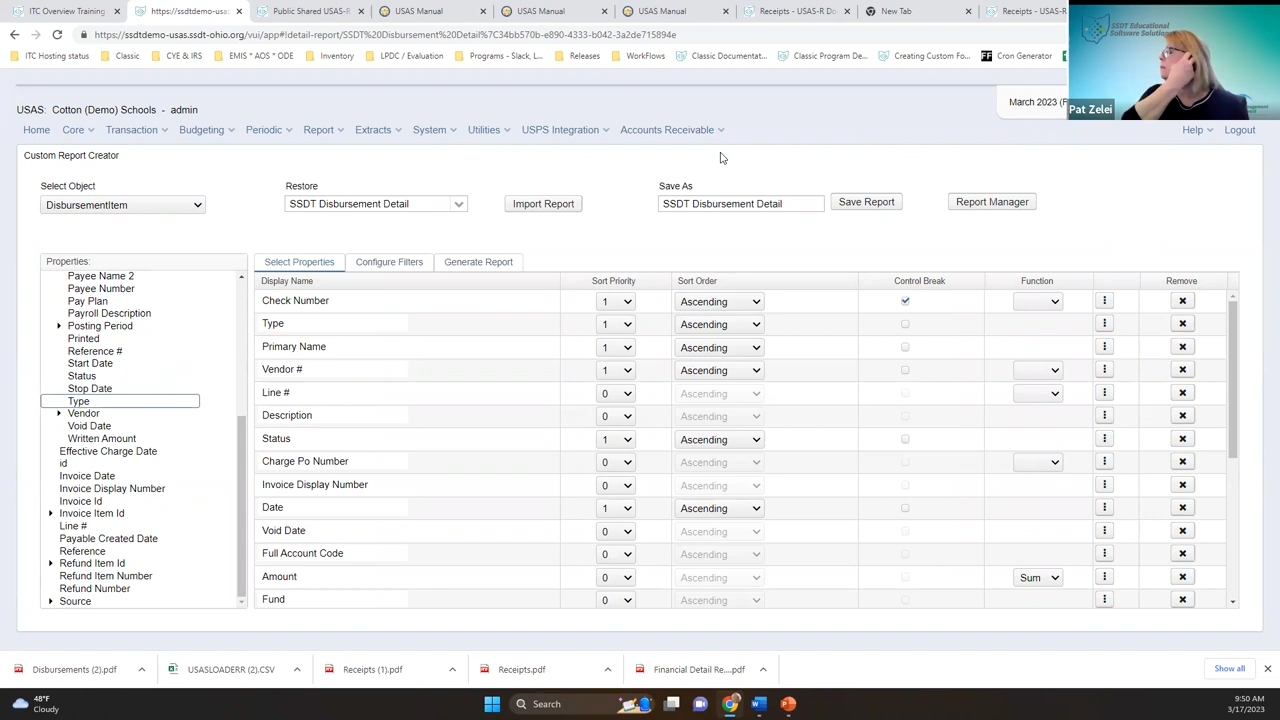 ITC Overview Training
https://ssdtdemo-usas.ssdt-ohio.org
Public Shared USAS-R
USAS Manual
USAS Manual
USAS Manual
Receipts - USAS-R Do
New Tab
Receipts - USAS-R
https://ssdtdemo-usas.ssdt-ohio.org/vui/app#!detail-report/SSDT%20Disbursement%20Detail%7C34bb7b0b-e890-4333-b042-3a2de715894c
ITC Hosting status
Classic
CYE & IRS
EMIS * AOS * ODE
Inventory
LPDC / Evaluation
Programs - Slack, L...
Releases
WorkFlows
Classic Documentat...
Classic Program De...
Creating Custom Fo...
Cron Generator
SSDT Educational
Software Solutions
Pat Zelei
USAS: Cotton (Demo) Schools - admin
March 2023
Home
Core
Transaction
Budgeting
Periodic
Report
Extracts
System
Utilities
USPS Integration
Accounts Receivable
Help
Logout
Custom Report Creator
Select Object
Restore
Save As
DisbursementItem
SSDT Disbursement Detail
Import Report
SSDT Disbursement Detail
Save Report
Report Manager
Properties:
Payee Name 2
Payee Number
Pay Plan
Payroll Description
Posting Period
Printed
Reference #
Start Date
Status
Stop Date
Type
Vendor
Void Date
Written Amount
Effective Charge Date
id
Invoice Date
Invoice Display Number
Invoice Id
Invoice Item Id
Line #
Payable Created Date
Reference
Refund Item Id
Refund Item Number
Refund Number
Source
Select Properties
Configure Filters
Generate Report
Display Name Sort Priority Sort Order Control Break Function Remove
Check Number 1 Ascending
Type 1 Ascending
Primary Name 1 Ascending
Vendor # 1 Ascending
Line # 0 Ascending
Description 0 Ascending
Status 1 Ascending
Charge Po Number 0 Ascending
Invoice Display Number 0 Ascending
Date 1 Ascending
Void Date 0 Ascending
Full Account Code 0 Ascending
Amount 0 Ascending Sum
Fund 0 Ascending
Disbursements (2).pdf
USASLOADERR (2).CSV
Receipts (1).pdf
Receipts.pdf
Financial Detail Re....pdf
Show all
48°F
Cloudy
Search
9:50 AM
3/17/2023